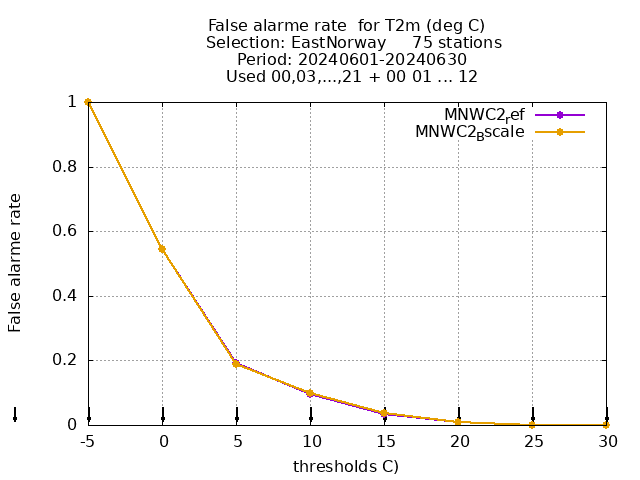 False alarme rate  for T2m (deg C)
Selection: EastNorway     75 stations
Period: 20240601-20240630
Used 00,03,...,21 + 00 01 ... 12
MNWC2ref
MNWC2Bscale
1
0.8
0.6
0.4
0.2
0
False alarme rate
-5 0 5 10 15 20 25 30
thresholds C)